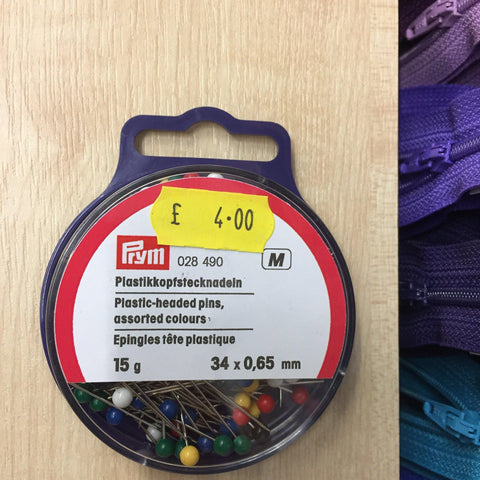 £ 4.00
Prym 028 490 M
Plastikkopfstecknadeln
Plastic-headed pins,
assorted colours
Epingles tête plastique
15 g 34 x 0,65 mm